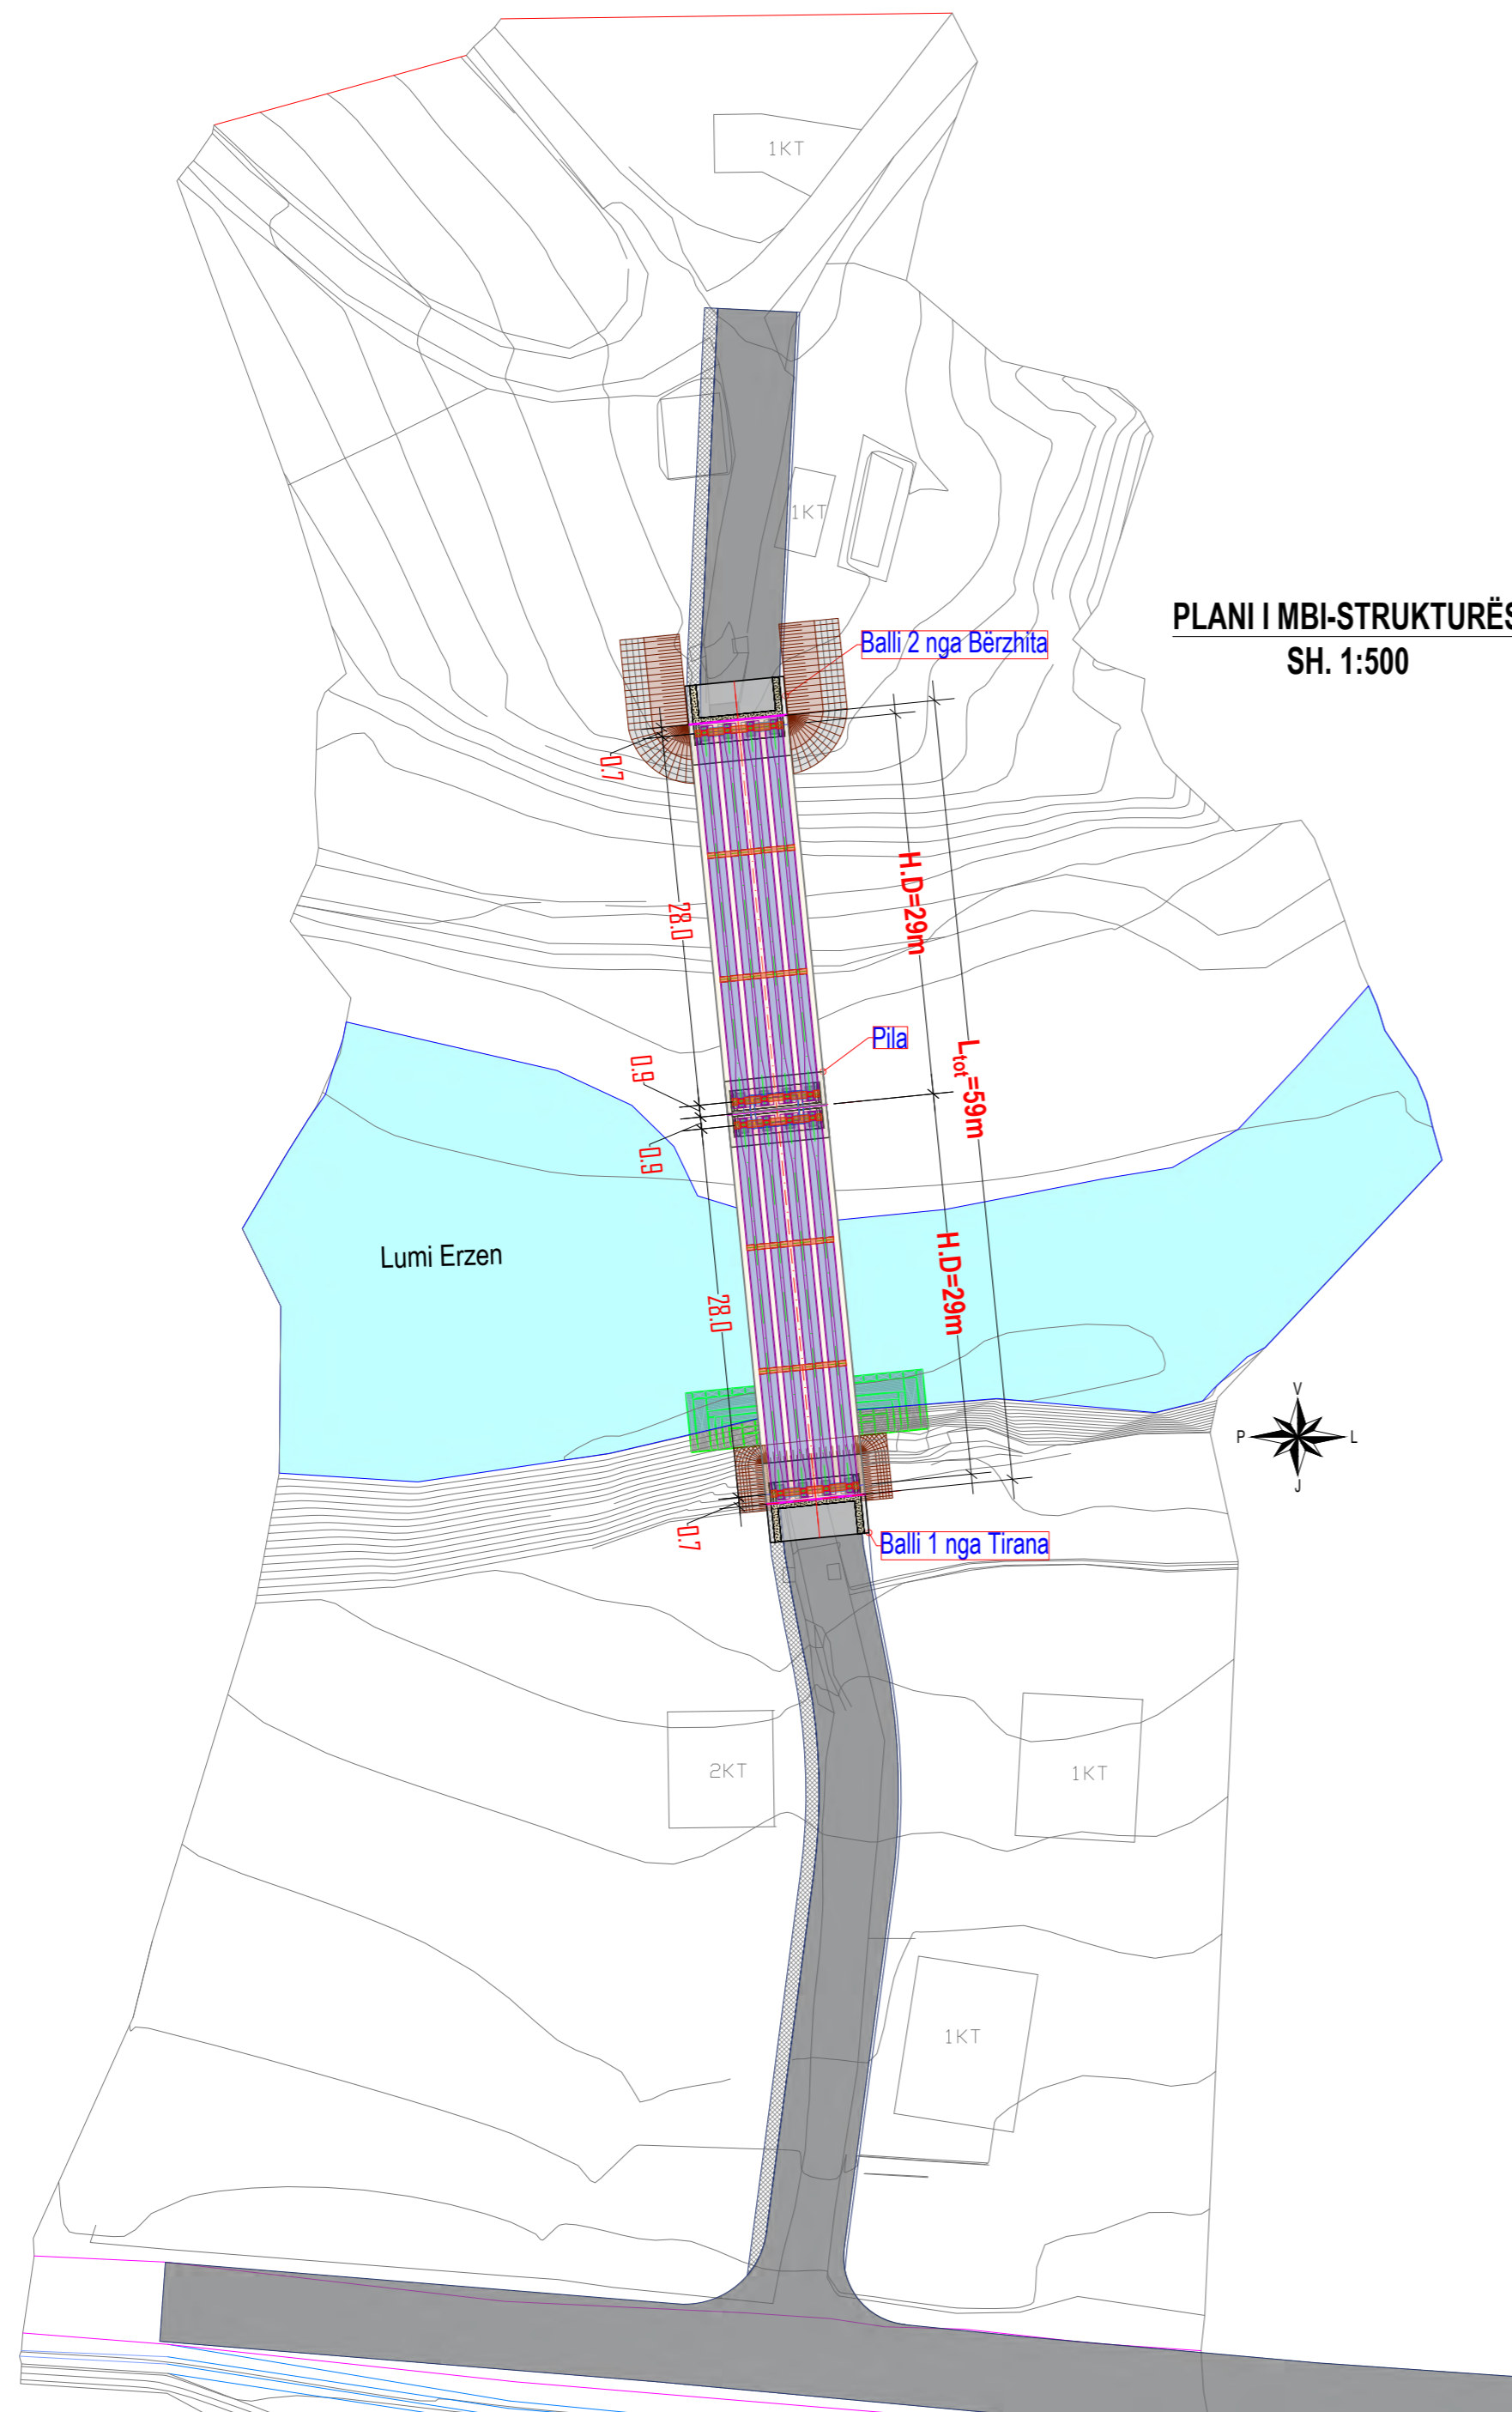 1KT
1KT
PLANI I MBI-STRUKTURËS
SH. 1:500
Balli 2 nga Bërzhita
0.7
H.D=29m
28.0
Pila
Ltot=59m
0.9
0.9
Lumi Erzen
H.D=29m
28.0
V
P
L
J
0.7
Balli 1 nga Tirana
2KT
1KT
1KT